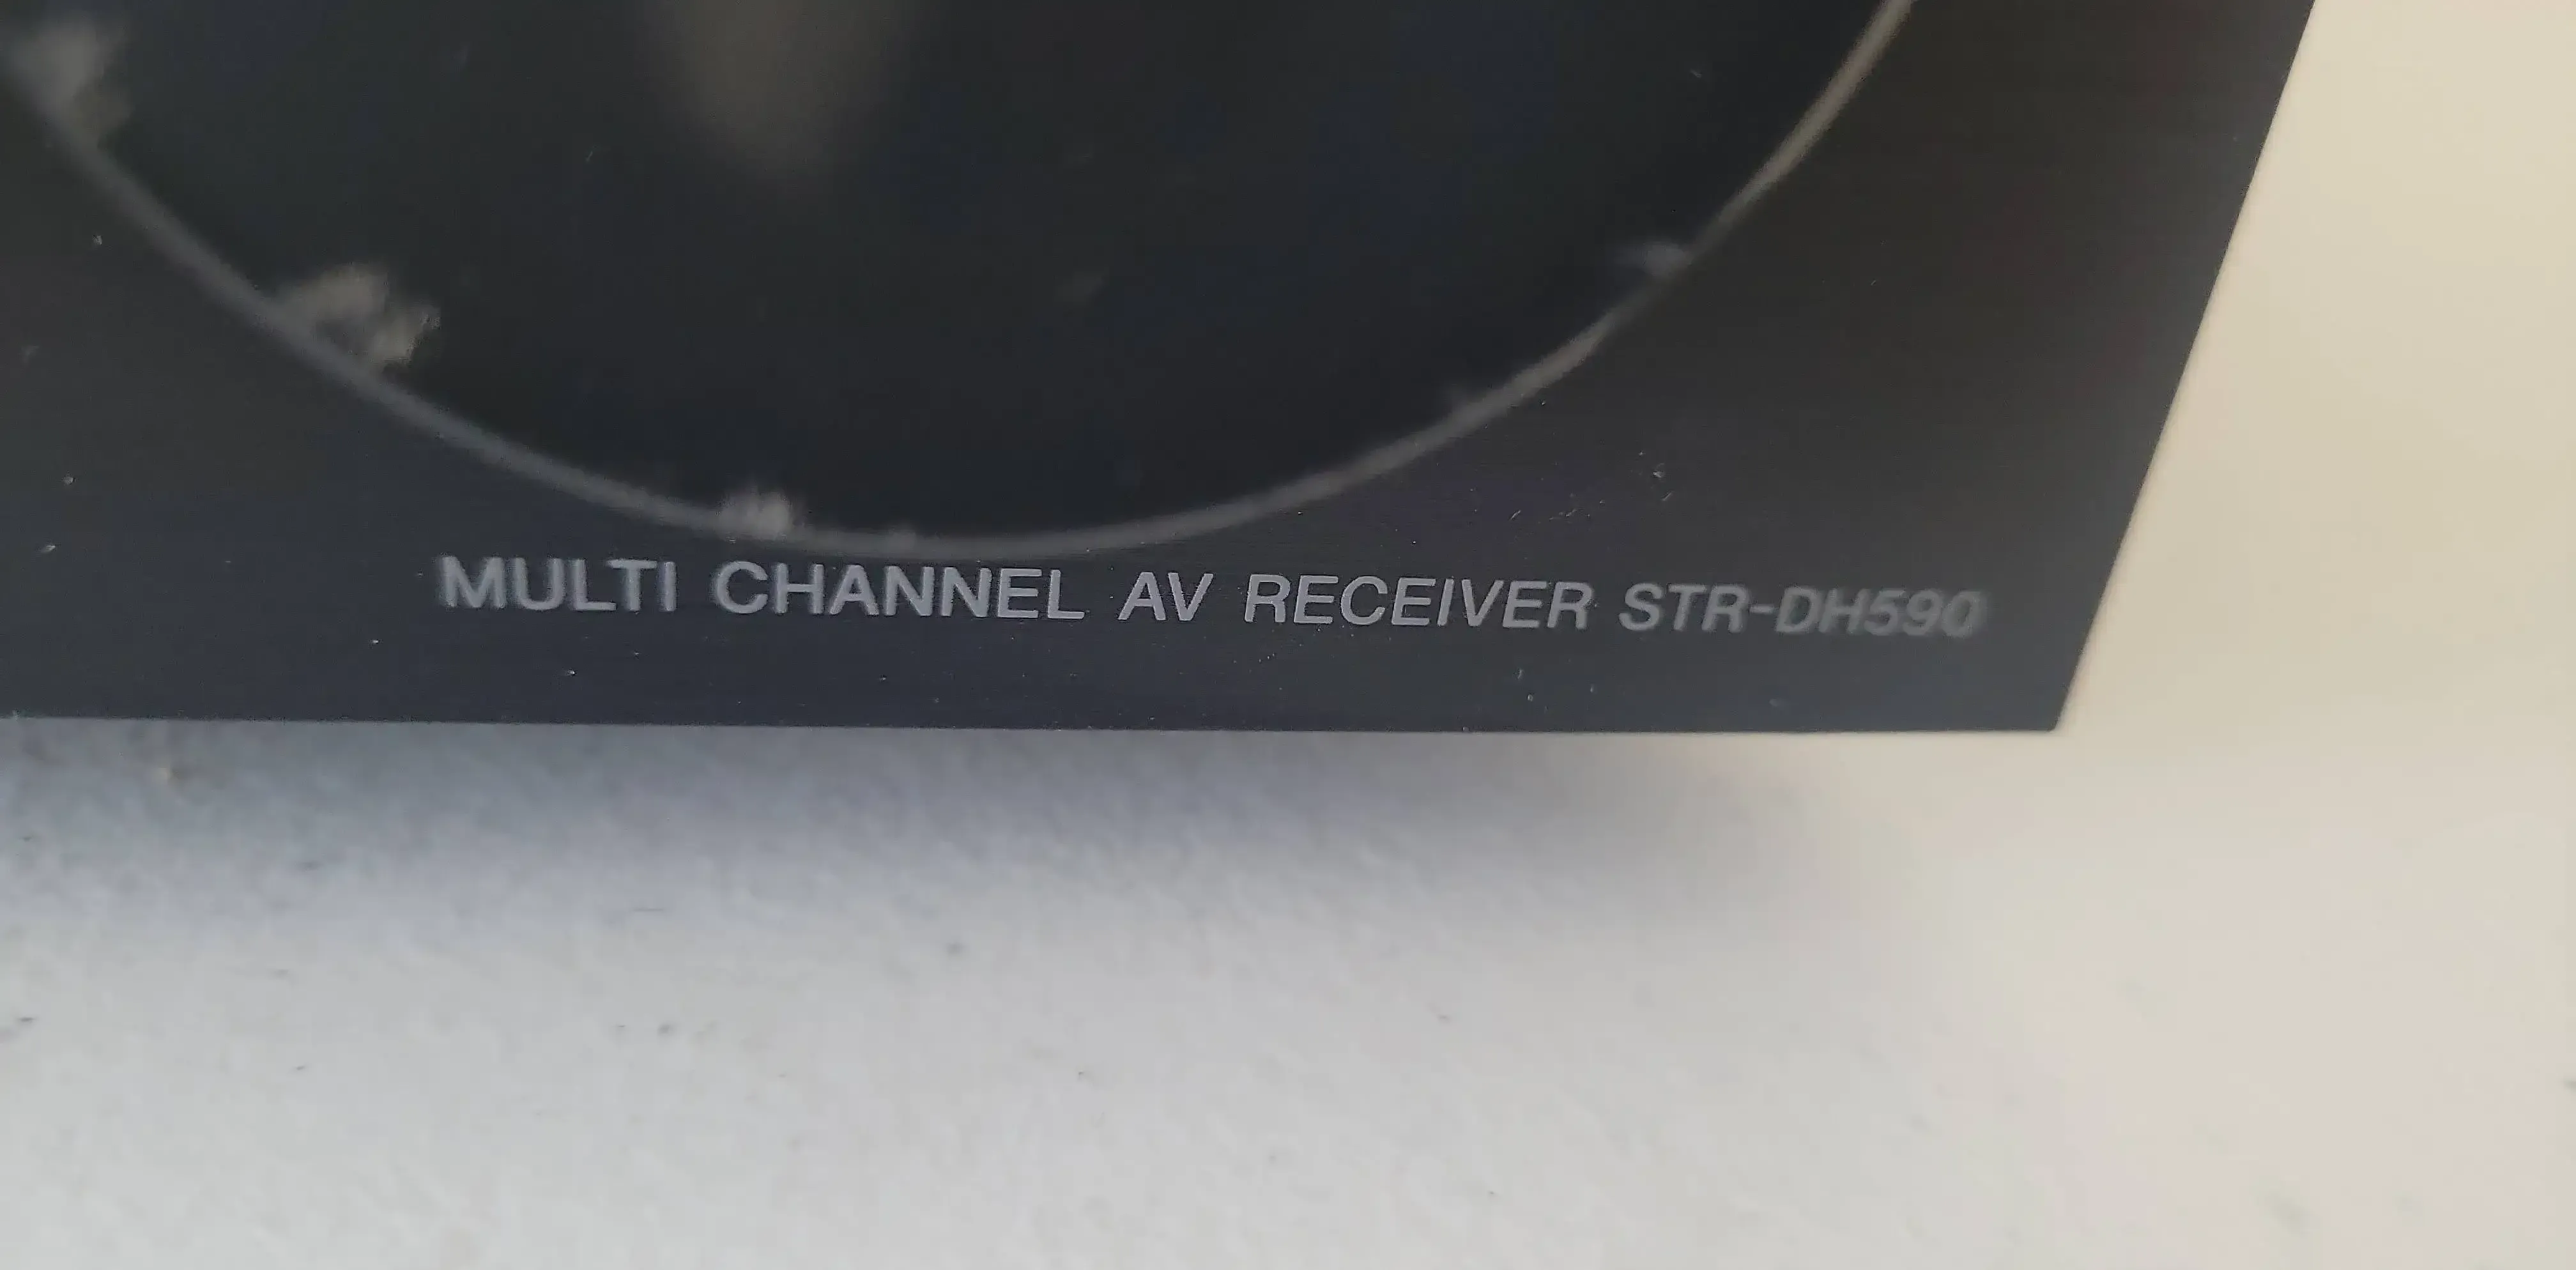 MULTI CHANNEL AV RECEIVER STR-DH590